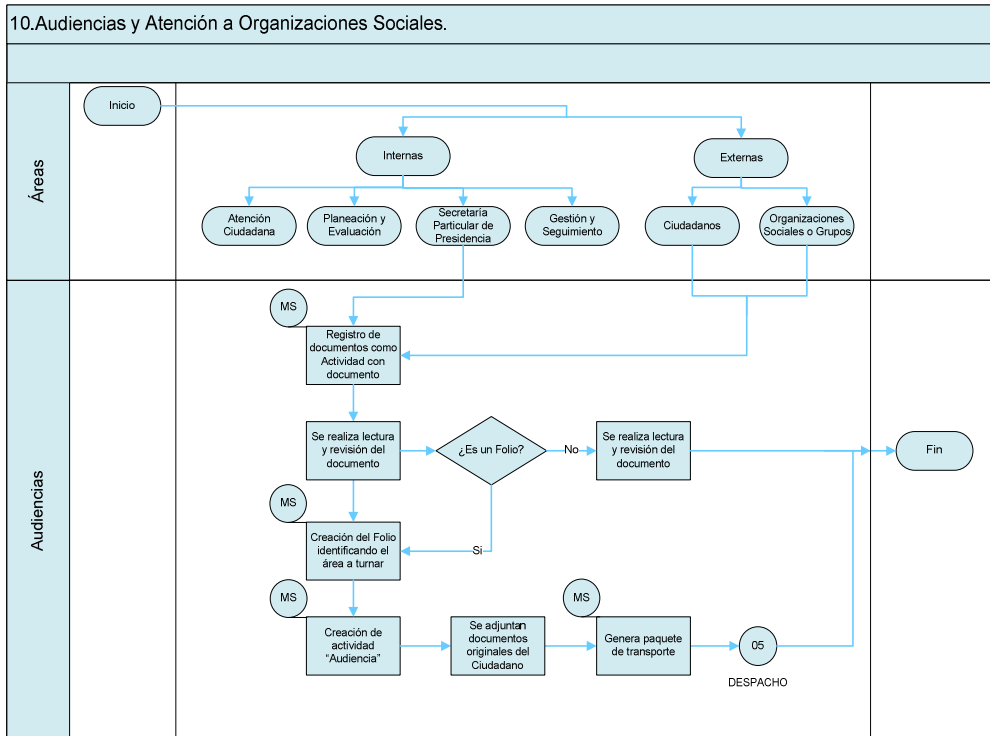 10.Audiencias y Atención a Organizaciones Sociales.
Áreas
Inicio
Internas
Externas
Atención
Ciudadana
Planeación y
Evaluación
Secretaría
Particular de
Presidencia
Gestión y
Seguimiento
Ciudadanos
Organizaciones
Sociales o Grupos
Audiencias
MS
Registro de
documentos como
Actividad con
documento
Se realiza lectura
y revisión del
documento
¿Es un Folio?
No
Se realiza lectura
y revisión del
documento
Fin
MS
Creación del Folio
identificando el
área a turnar
Si
MS
Creación de
actividad
“Audiencia”
Se adjuntan
documentos
originales del
Ciudadano
MS
Genera paquete
de transporte
05
DESPACHO